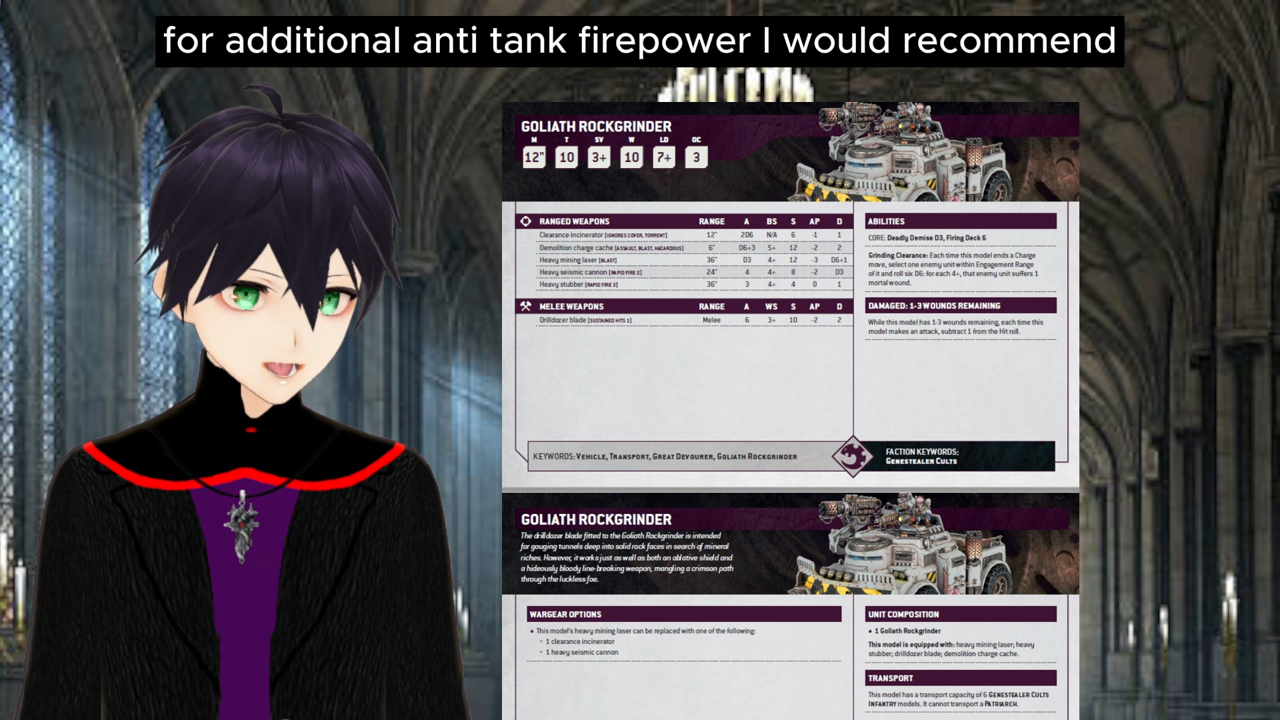 for additional anti tank firepower I would recommend
GOLIATH ROCKGRINDER
M T SV W LD OC
12" 10 3+ 10 7+ 3
RANGED WEAPONS RANGE A BS S AP D
Clearance incinerator [IGNORES COVER, TORRENT] 12" 2D6 N/A 6 -1 1
Demolition charge cache [ASSAULT, BLAST, HAZARDOUS] 6" D6+3 5+ 12 -2 2
Heavy mining laser [BLAST] 36" D3 4+ 12 -3 D6+1
Heavy seismic cannon [RAPID FIRE 2] 24" 4 4+ 8 -2 D3
Heavy stubber [RAPID FIRE 3] 36" 3 4+ 4 0 1
MELEE WEAPONS RANGE A WS S AP D
Drilldozer blade [SUSTAINED HITS 1] Melee 6 3+ 10 -2 2
ABILITIES
CORE: Deadly Demise D3, Firing Deck 6
Grinding Clearance: Each time this model ends a Charge
move, select one enemy unit within Engagement Range
of it and roll six D6: for each 4+, that enemy unit suffers 1
mortal wound.
DAMAGED: 1-3 WOUNDS REMAINING
While this model has 1-3 wounds remaining, each time this
model makes an attack, subtract 1 from the Hit roll.
KEYWORDS: VEHICLE, TRANSPORT, GREAT DEVOURER, GOLIATH ROCKGRINDER
FACTION KEYWORDS:
GENESTEALER CULTS
GOLIATH ROCKGRINDER
The drilldozer blade fitted to the Goliath Rockgrinder is intended
for gouging tunnels deep into solid rock faces in search of mineral
riches. However, it works just as well as both an ablative shield and
a hideously bloody line-breaking weapon, mangling a crimson path
through the luckless foe.
WARGEAR OPTIONS
▪ This model's heavy mining laser can be replaced with one of the following:
◦ 1 clearance incinerator
◦ 1 heavy seismic cannon
UNIT COMPOSITION
▪ 1 Goliath Rockgrinder
This model is equipped with: heavy mining laser; heavy
stubber; drilldozer blade; demolition charge cache.
TRANSPORT
This model has a transport capacity of 6 GENESTEALER CULTS
INFANTRY models. It cannot transport a PATRIARCH.